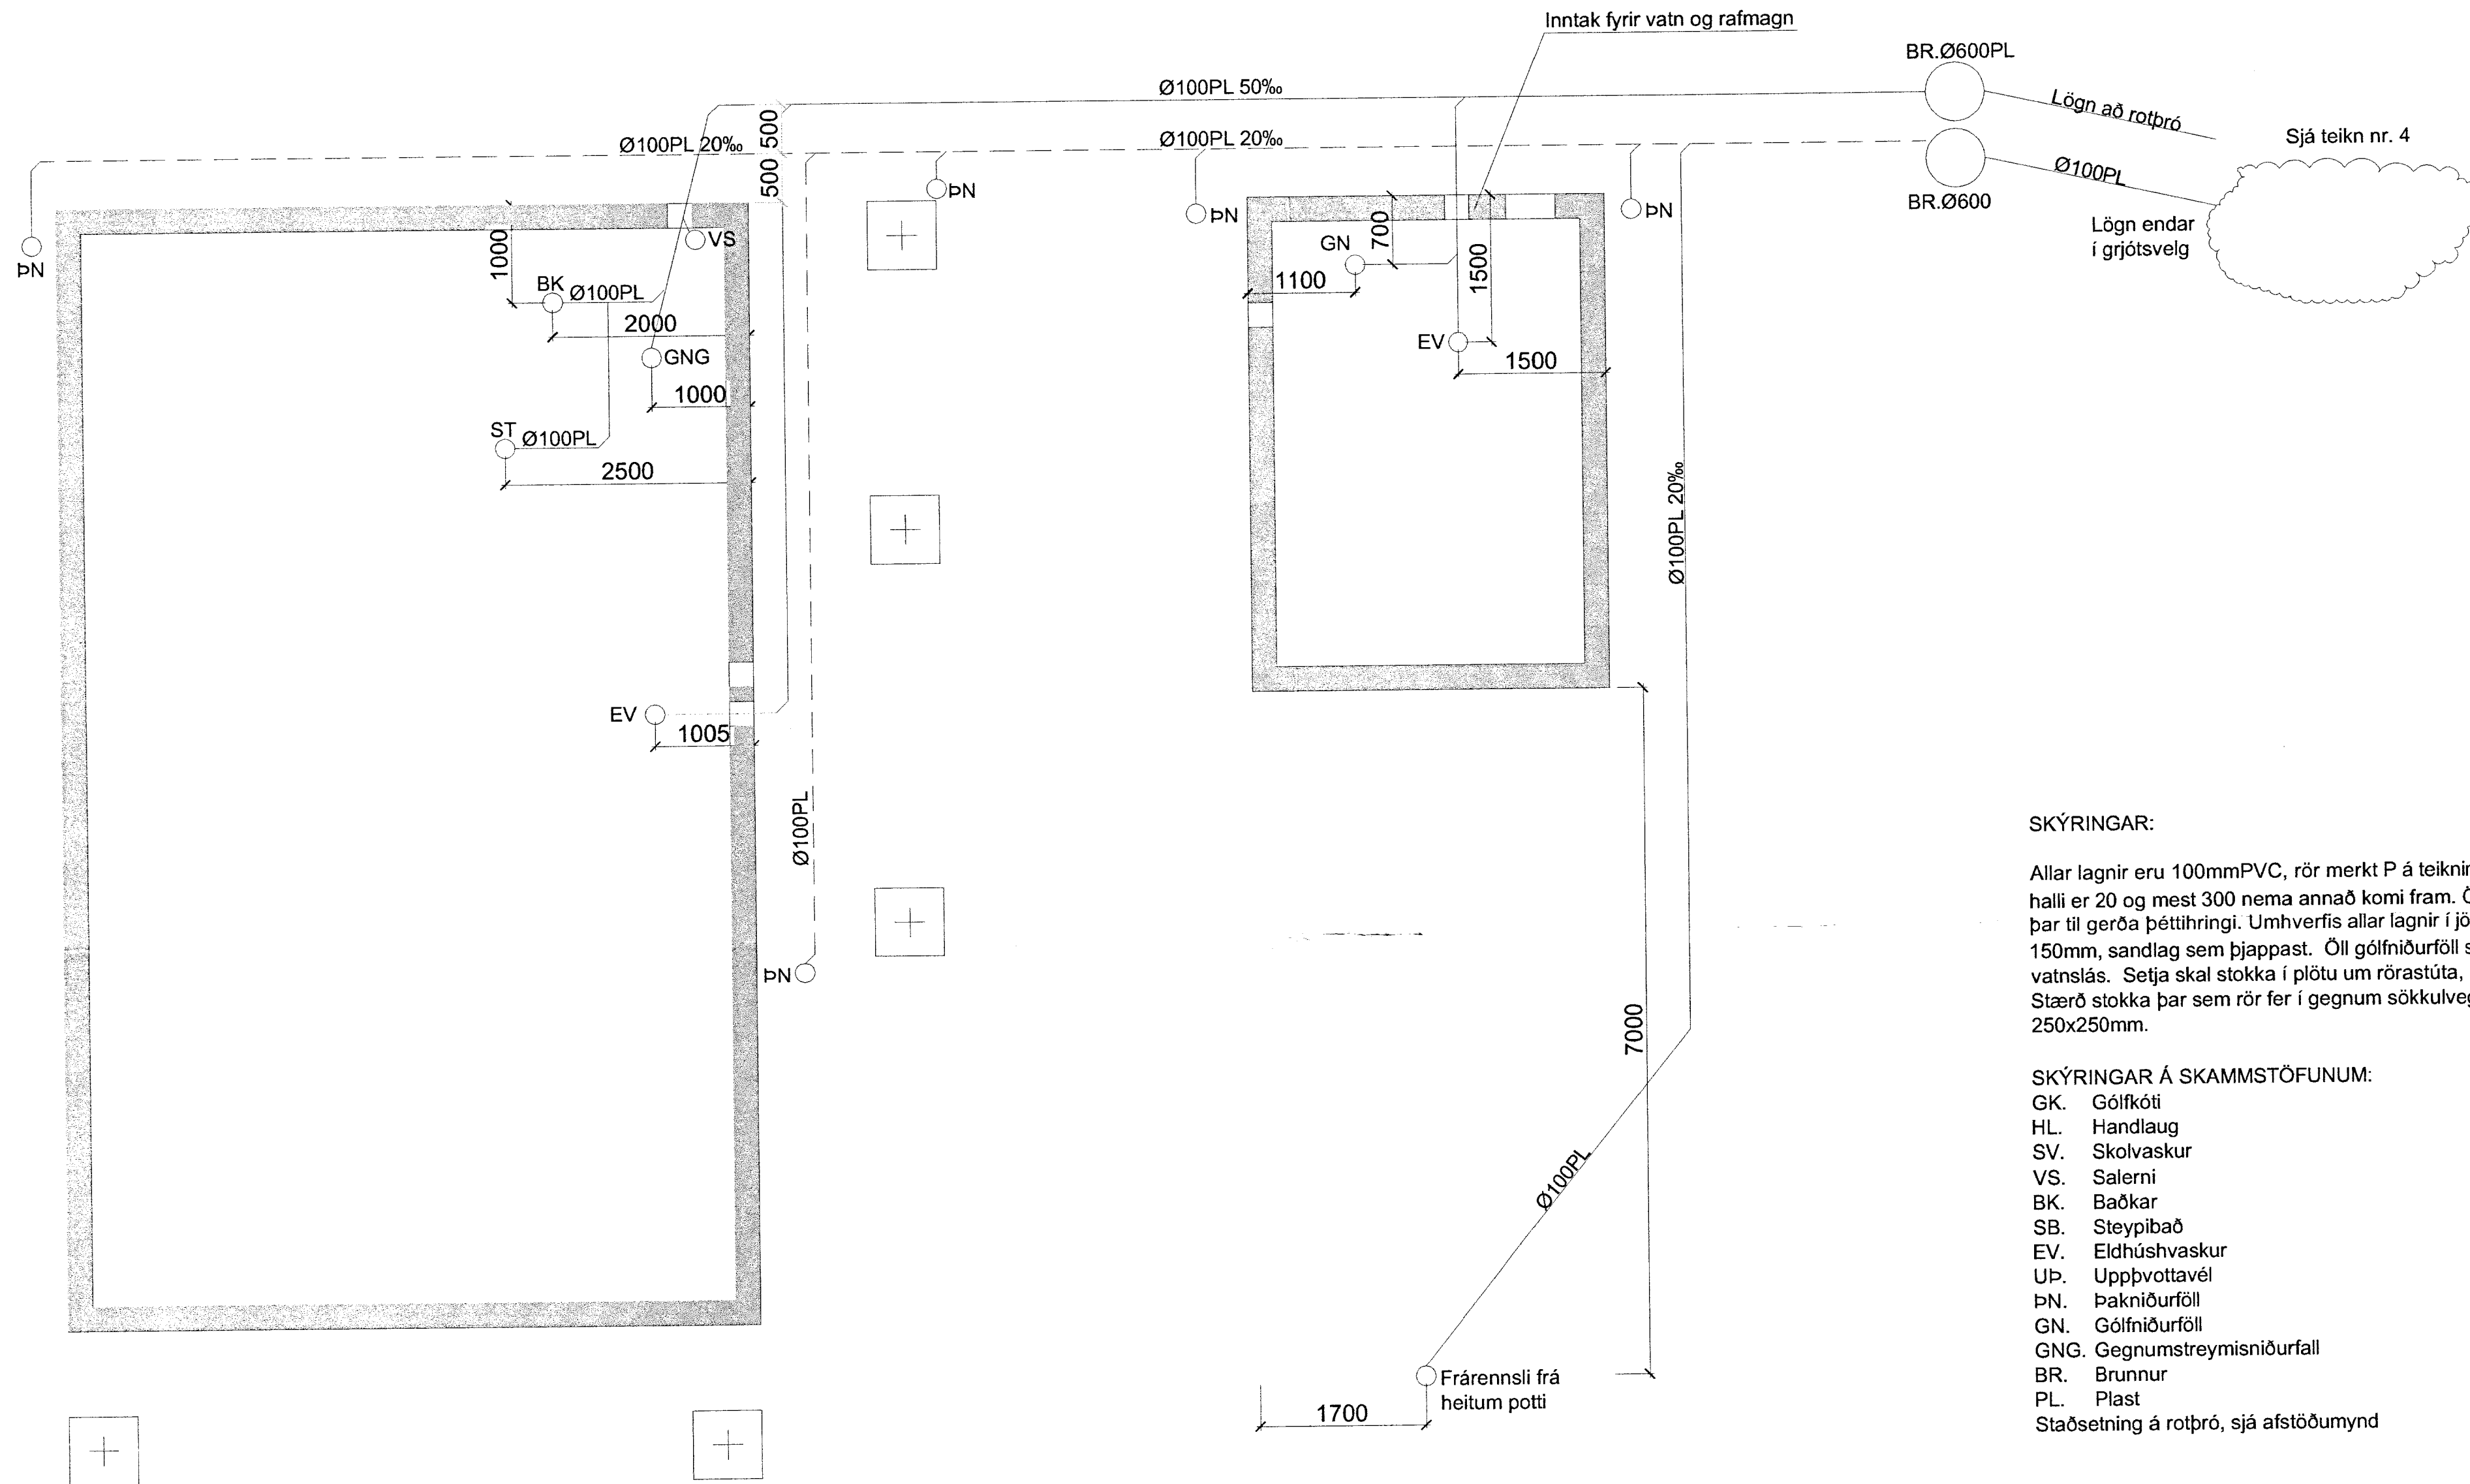 Inntak fyrir vatn og rafmagn
BR.Ø600PL
Ø100PL 50‰
Lögn að rotþró
Sjá teikn nr. 4
Ø100PL 20‰
500
500
Ø100PL 20‰
Ø100PL
BR.Ø600
Lögn endar
í grjótsvelg
ÞN
ÞN
ÞN
ÞN
VS
1000
BK
Ø100PL
2000
GNG
1000
ST
Ø100PL
2500
GN
700
1100
1500
EV
1500
Ø100PL 20‰
EV
1005
Ø100PL
ÞN
7000
Ø100PL
Frárennsli frá
heitum potti
1700
SKÝRINGAR:
Allar lagnir eru 100mmPVC, rör merkt P á
halli er 20 og mest 300 nema annað komi fram.
þar til gerða þéttihringi. Umhverfis allar lagnir í
150mm, sandlag sem þjappast. Öll gólfniðurföll
vatnslás. Setja skal stokka í plötu um rörastúta,
Stærð stokka þar sem rör fer í gegnum
250x250mm.
SKÝRINGAR Á SKAMMSTÖFUNUM:
GK. Gólfkóti
HL. Handlaug
SV. Skolvaskur
VS. Salerni
BK. Baðkar
SB. Steypibað
EV. Eldhúshvaskur
UÞ. Uppþvottavél
ÞN. Þakniðurföll
GN. Gólfniðurföll
GNG. Gegnumstreymisniðurfall
BR. Brunnur
PL. Plast
Staðsetning á rotþró, sjá afstöðumynd